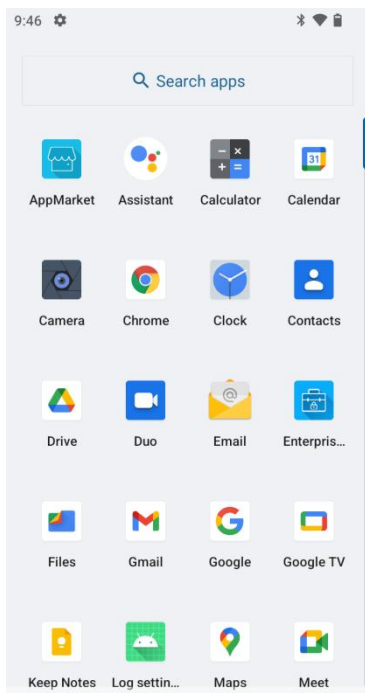 9:46
Search apps
AppMarket Assistant Calculator Calendar
31
Camera Chrome Clock Contacts
Drive Duo Email Enterpris...
Files Gmail Google Google TV
Keep Notes Log settin... Maps Meet